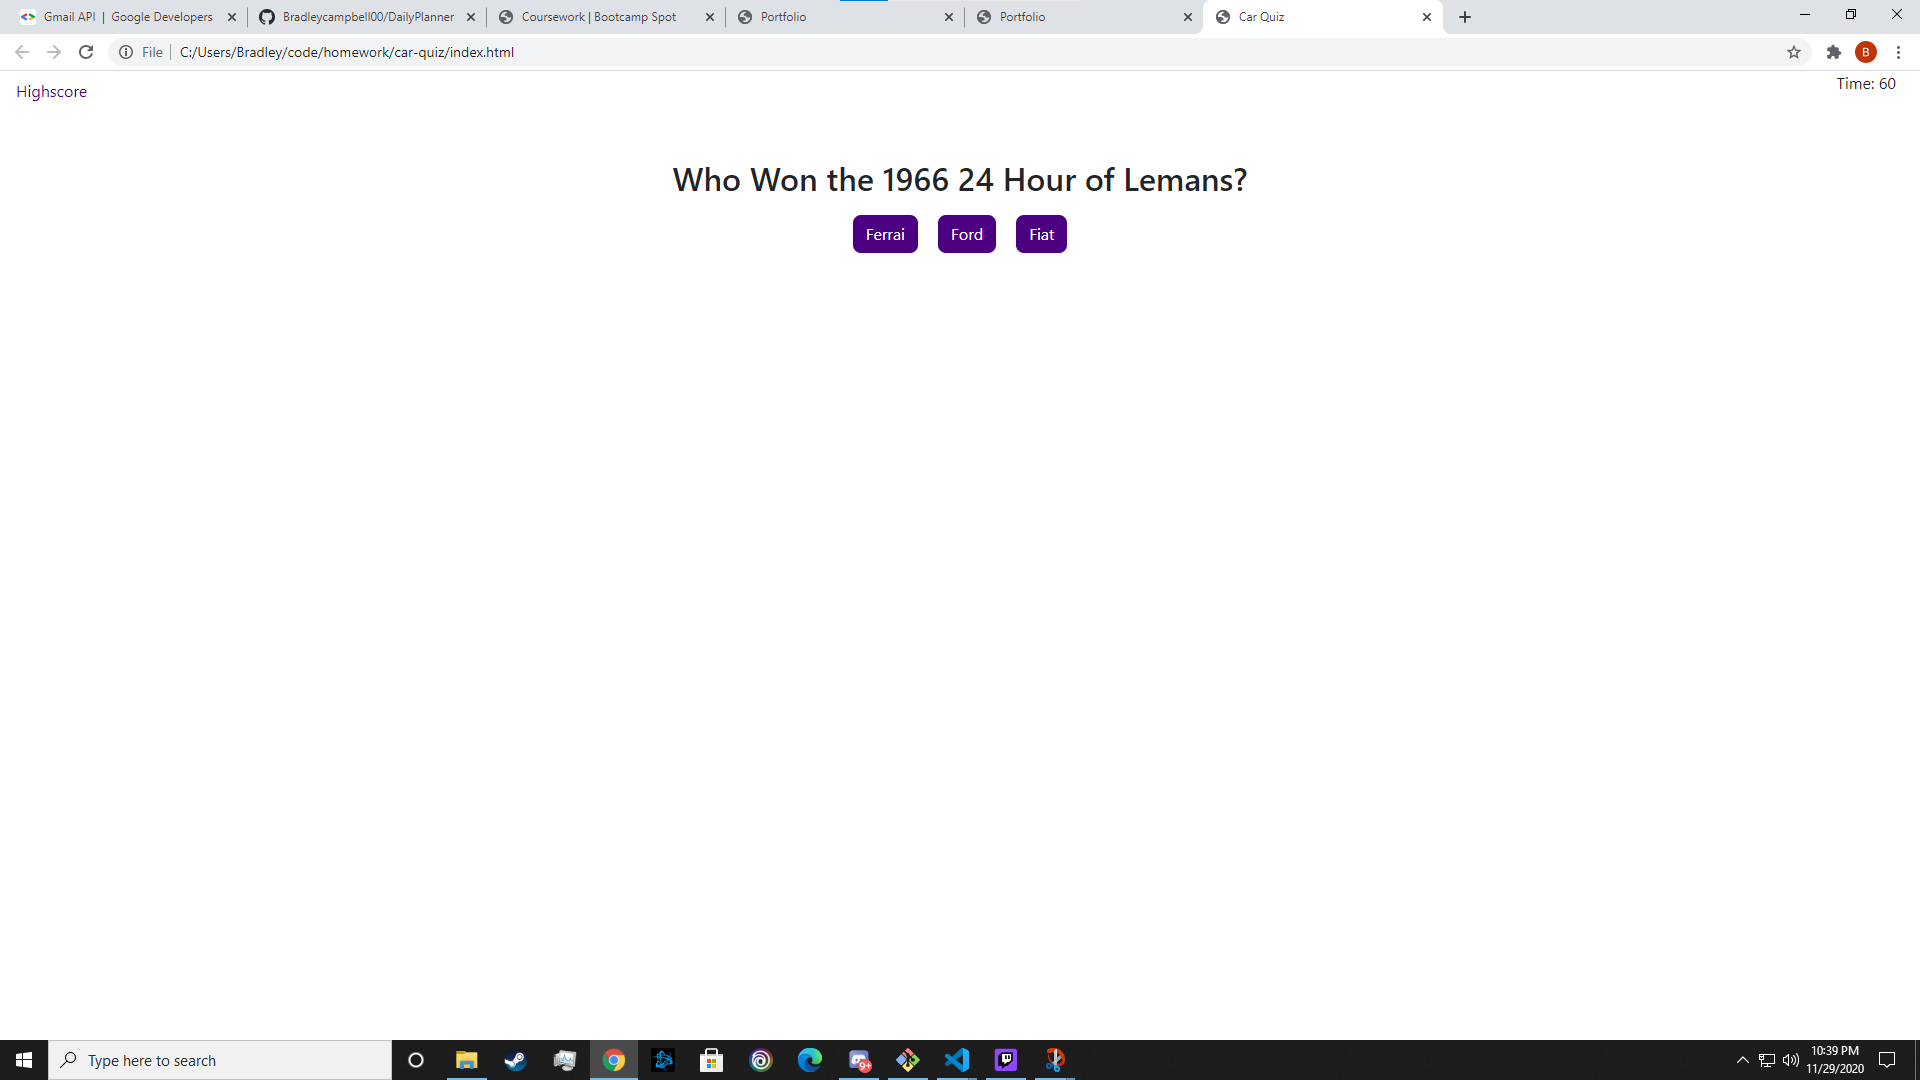 Gmail API | Google Developers
Bradleycampbell00/DailyPlanner
Coursework | Bootcamp Spot
Portfolio
Portfolio
Car Quiz
File
C:/Users/Bradley/code/homework/car-quiz/index.html
B
Highscore
Time: 60
Who Won the 1966 24 Hour of Lemans?
Ferrai
Ford
Fiat
Type here to search
9+
10:39 PM
11/29/2020